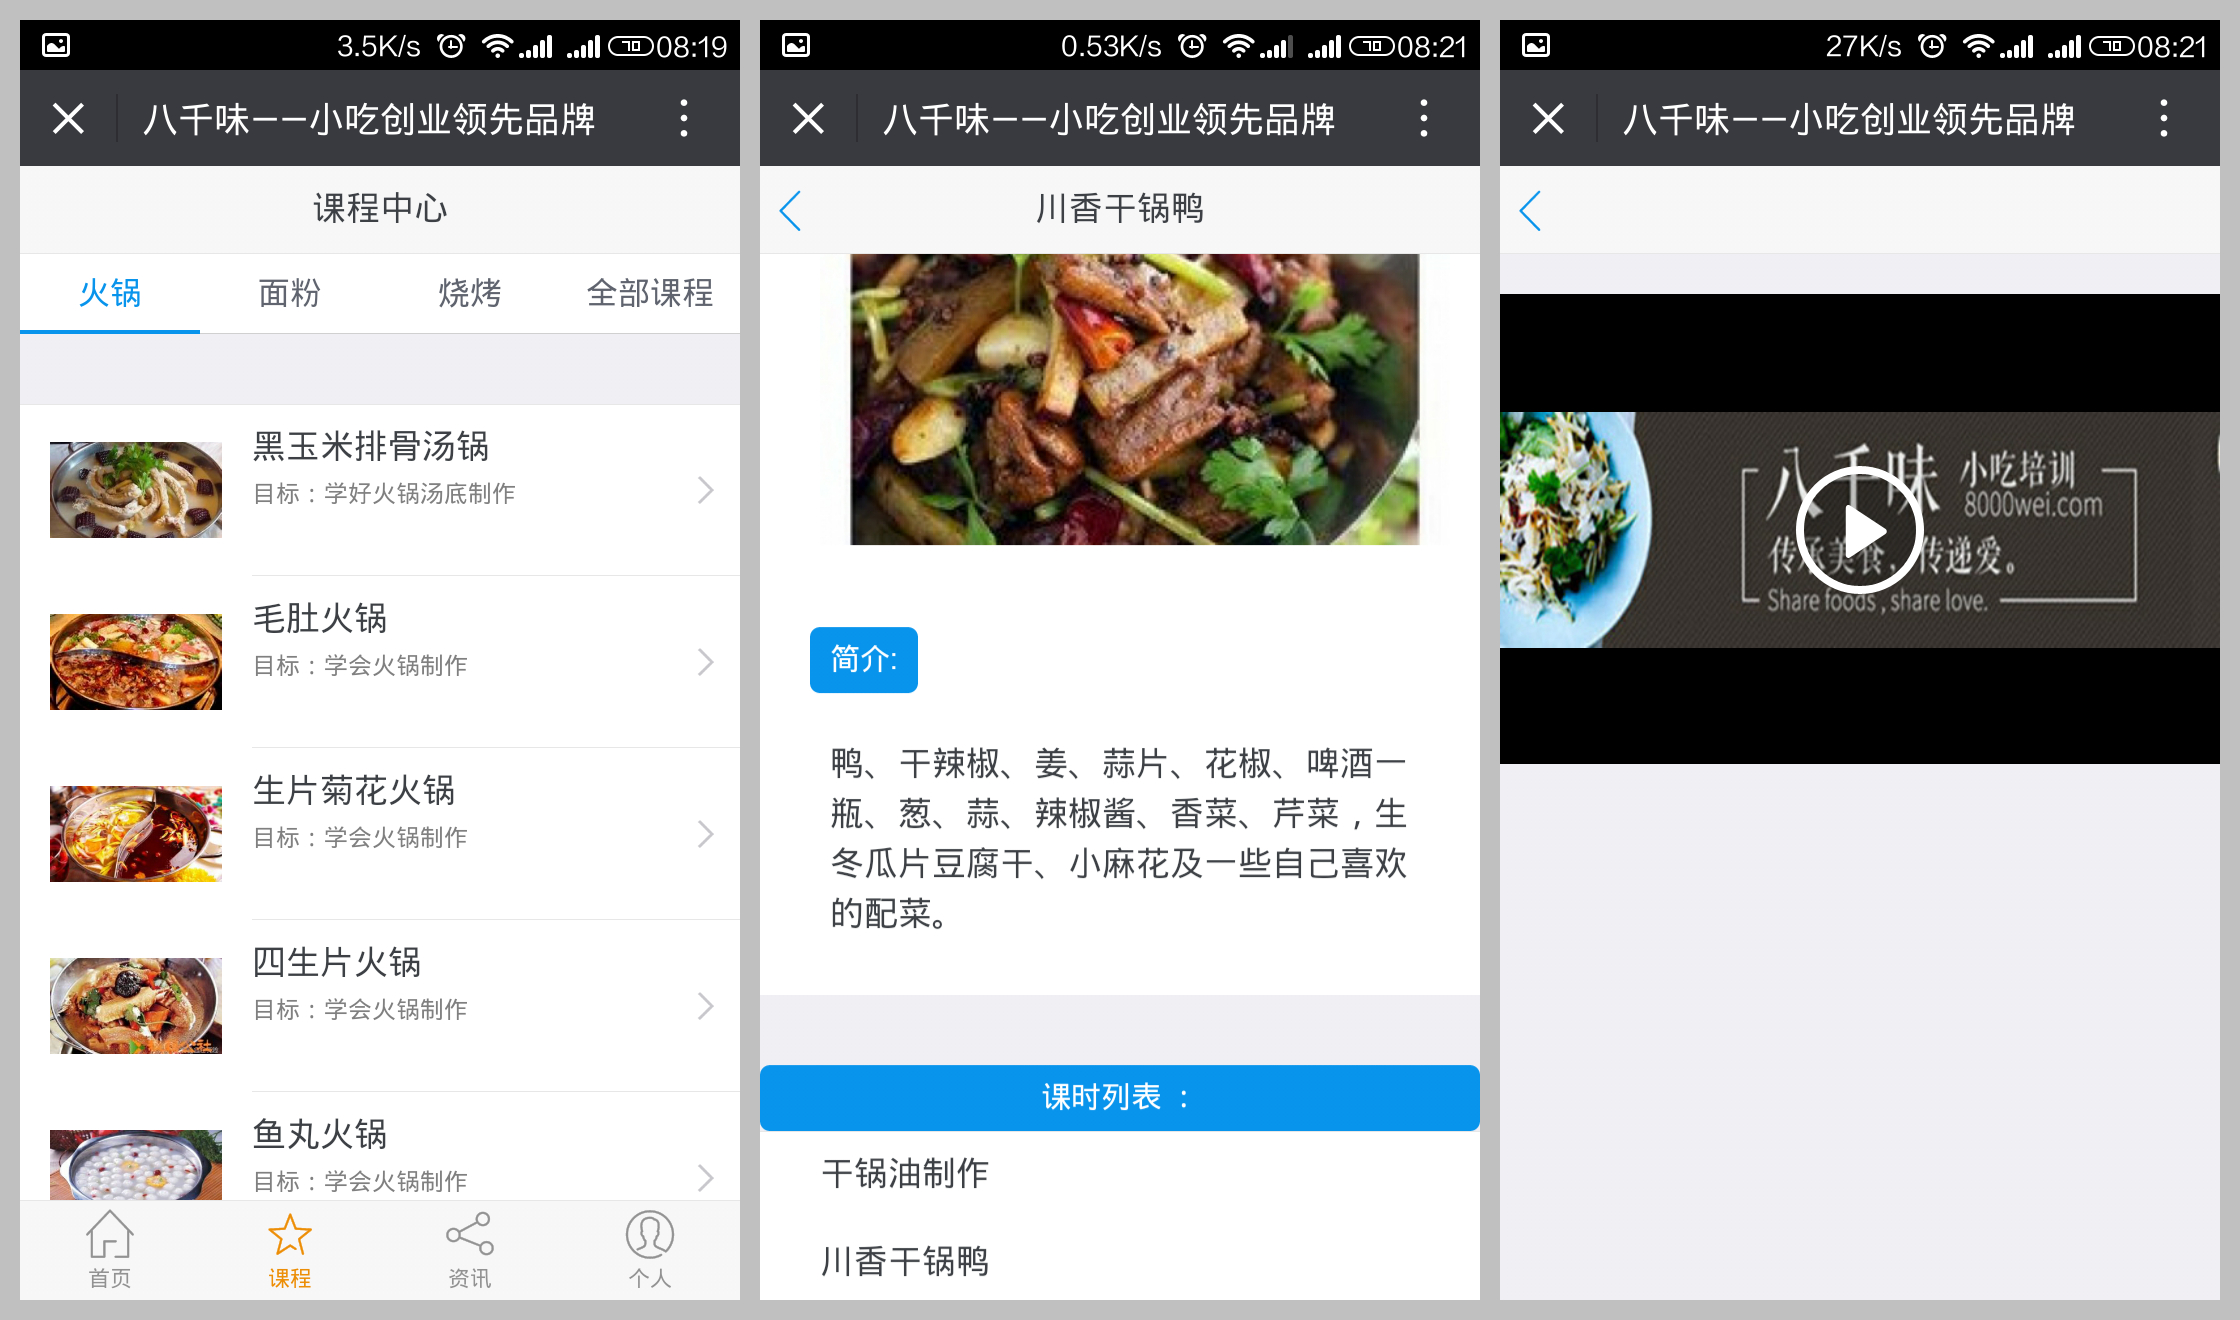 3.5K/s 70 08:19
八千味——小吃创业领先品牌
课程中心
火锅 面粉 烧烤 全部课程
黑玉米排骨汤锅
目标：学好火锅汤底制作
毛肚火锅
目标：学会火锅制作
生片菊花火锅
目标：学会火锅制作
四生片火锅
目标：学会火锅制作
鱼丸火锅
目标：学会火锅制作
首页 课程 资讯 个人
0.53K/s 70 08:21
八千味——小吃创业领先品牌
川香干锅鸭
简介:
鸭、干辣椒、姜、蒜片、花椒、啤酒一
瓶、葱、蒜、辣椒酱、香菜、芹菜，生
冬瓜片豆腐干、小麻花及一些自己喜欢
的配菜。
课时列表 ：
干锅油制作
川香干锅鸭
27K/s 70 08:21
八千味——小吃创业领先品牌
八千味 小吃培训
8000wei.com
传承美食，传递爱。
Share foods , share love.